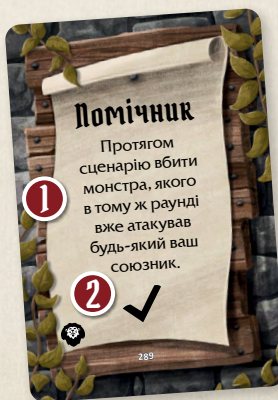 Помічник
Протягом
сценарію вбити
монстра, якого
в тому ж раунді
вже атакував
будь-який ваш
союзник.
1
2
289